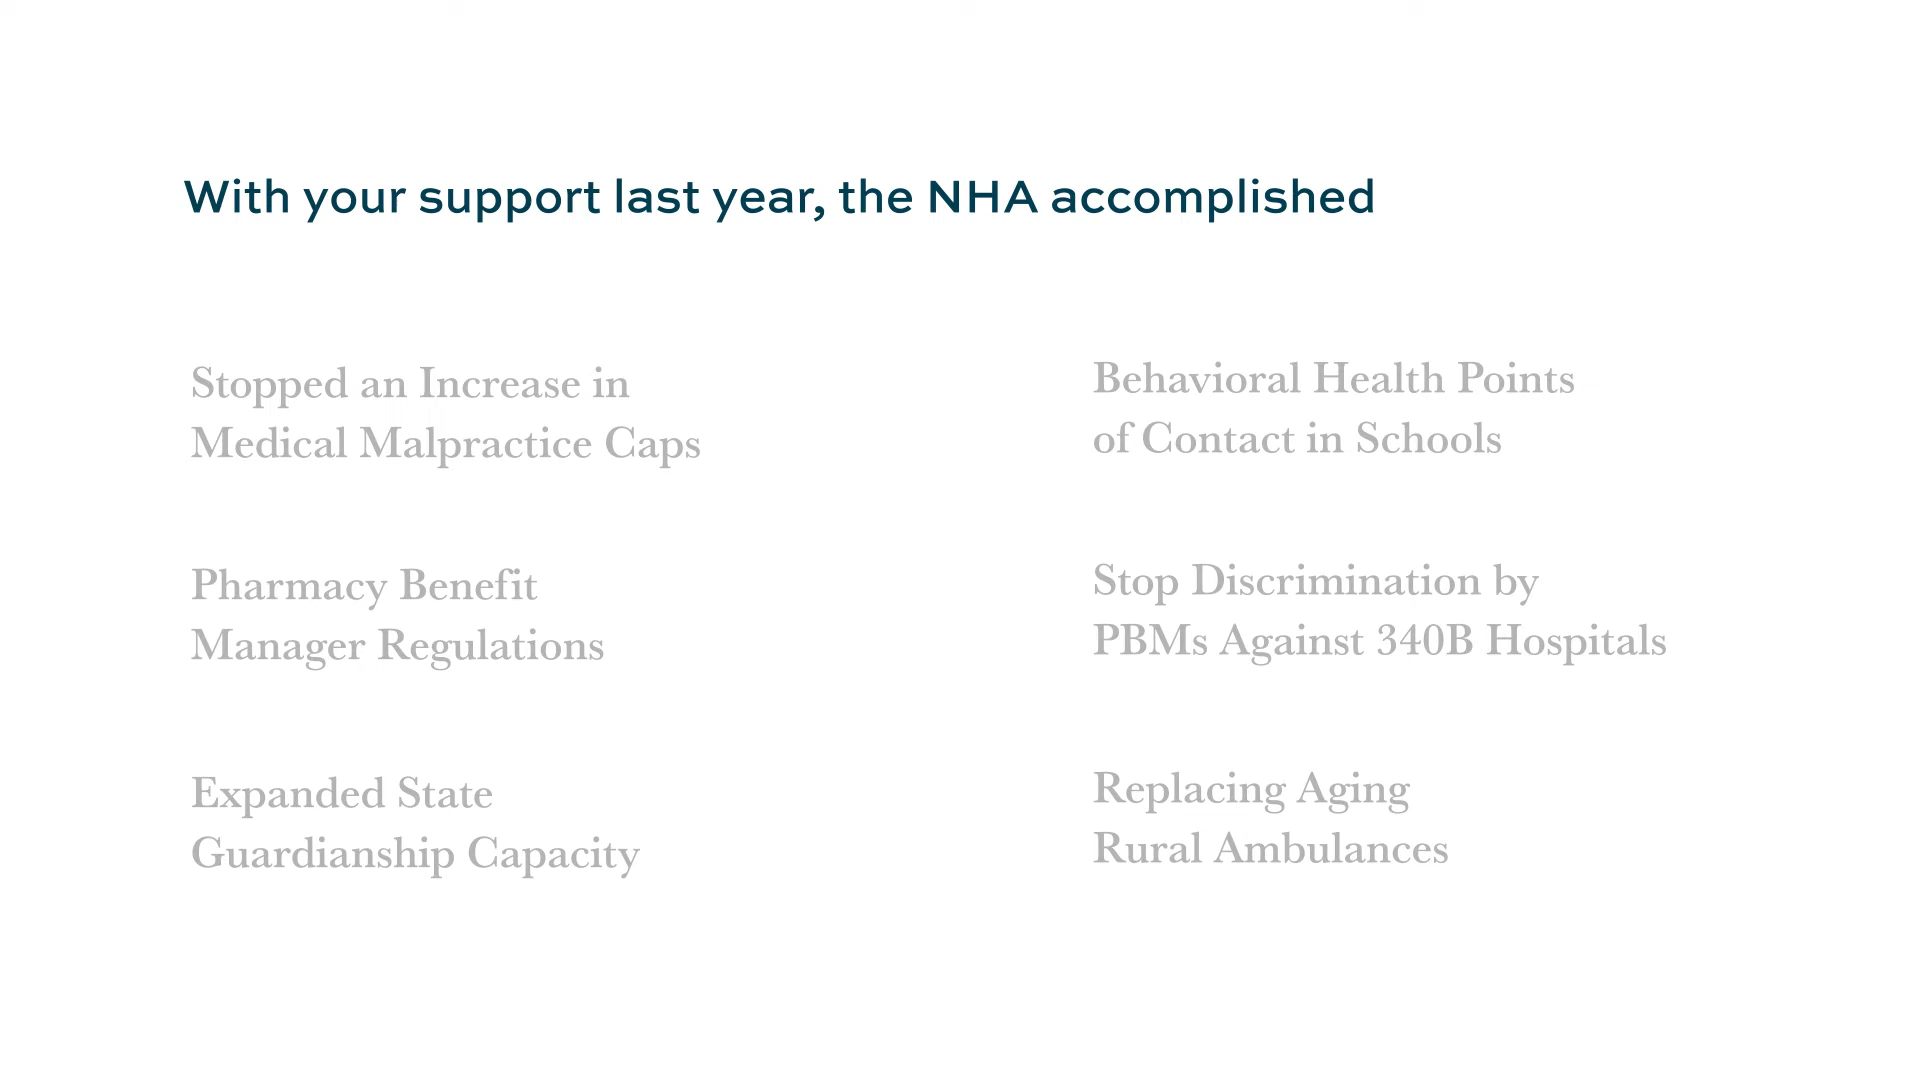 With your support last year, the NHA accomplished
Stopped an Increase in
Medical Malpractice Caps
Pharmacy Benefit
Manager Regulations
Expanded State
Guardianship Capacity
Behavioral Health Points
of Contact in Schools
Stop Discrimination by
PBMs Against 340B Hospitals
Replacing Aging
Rural Ambulances